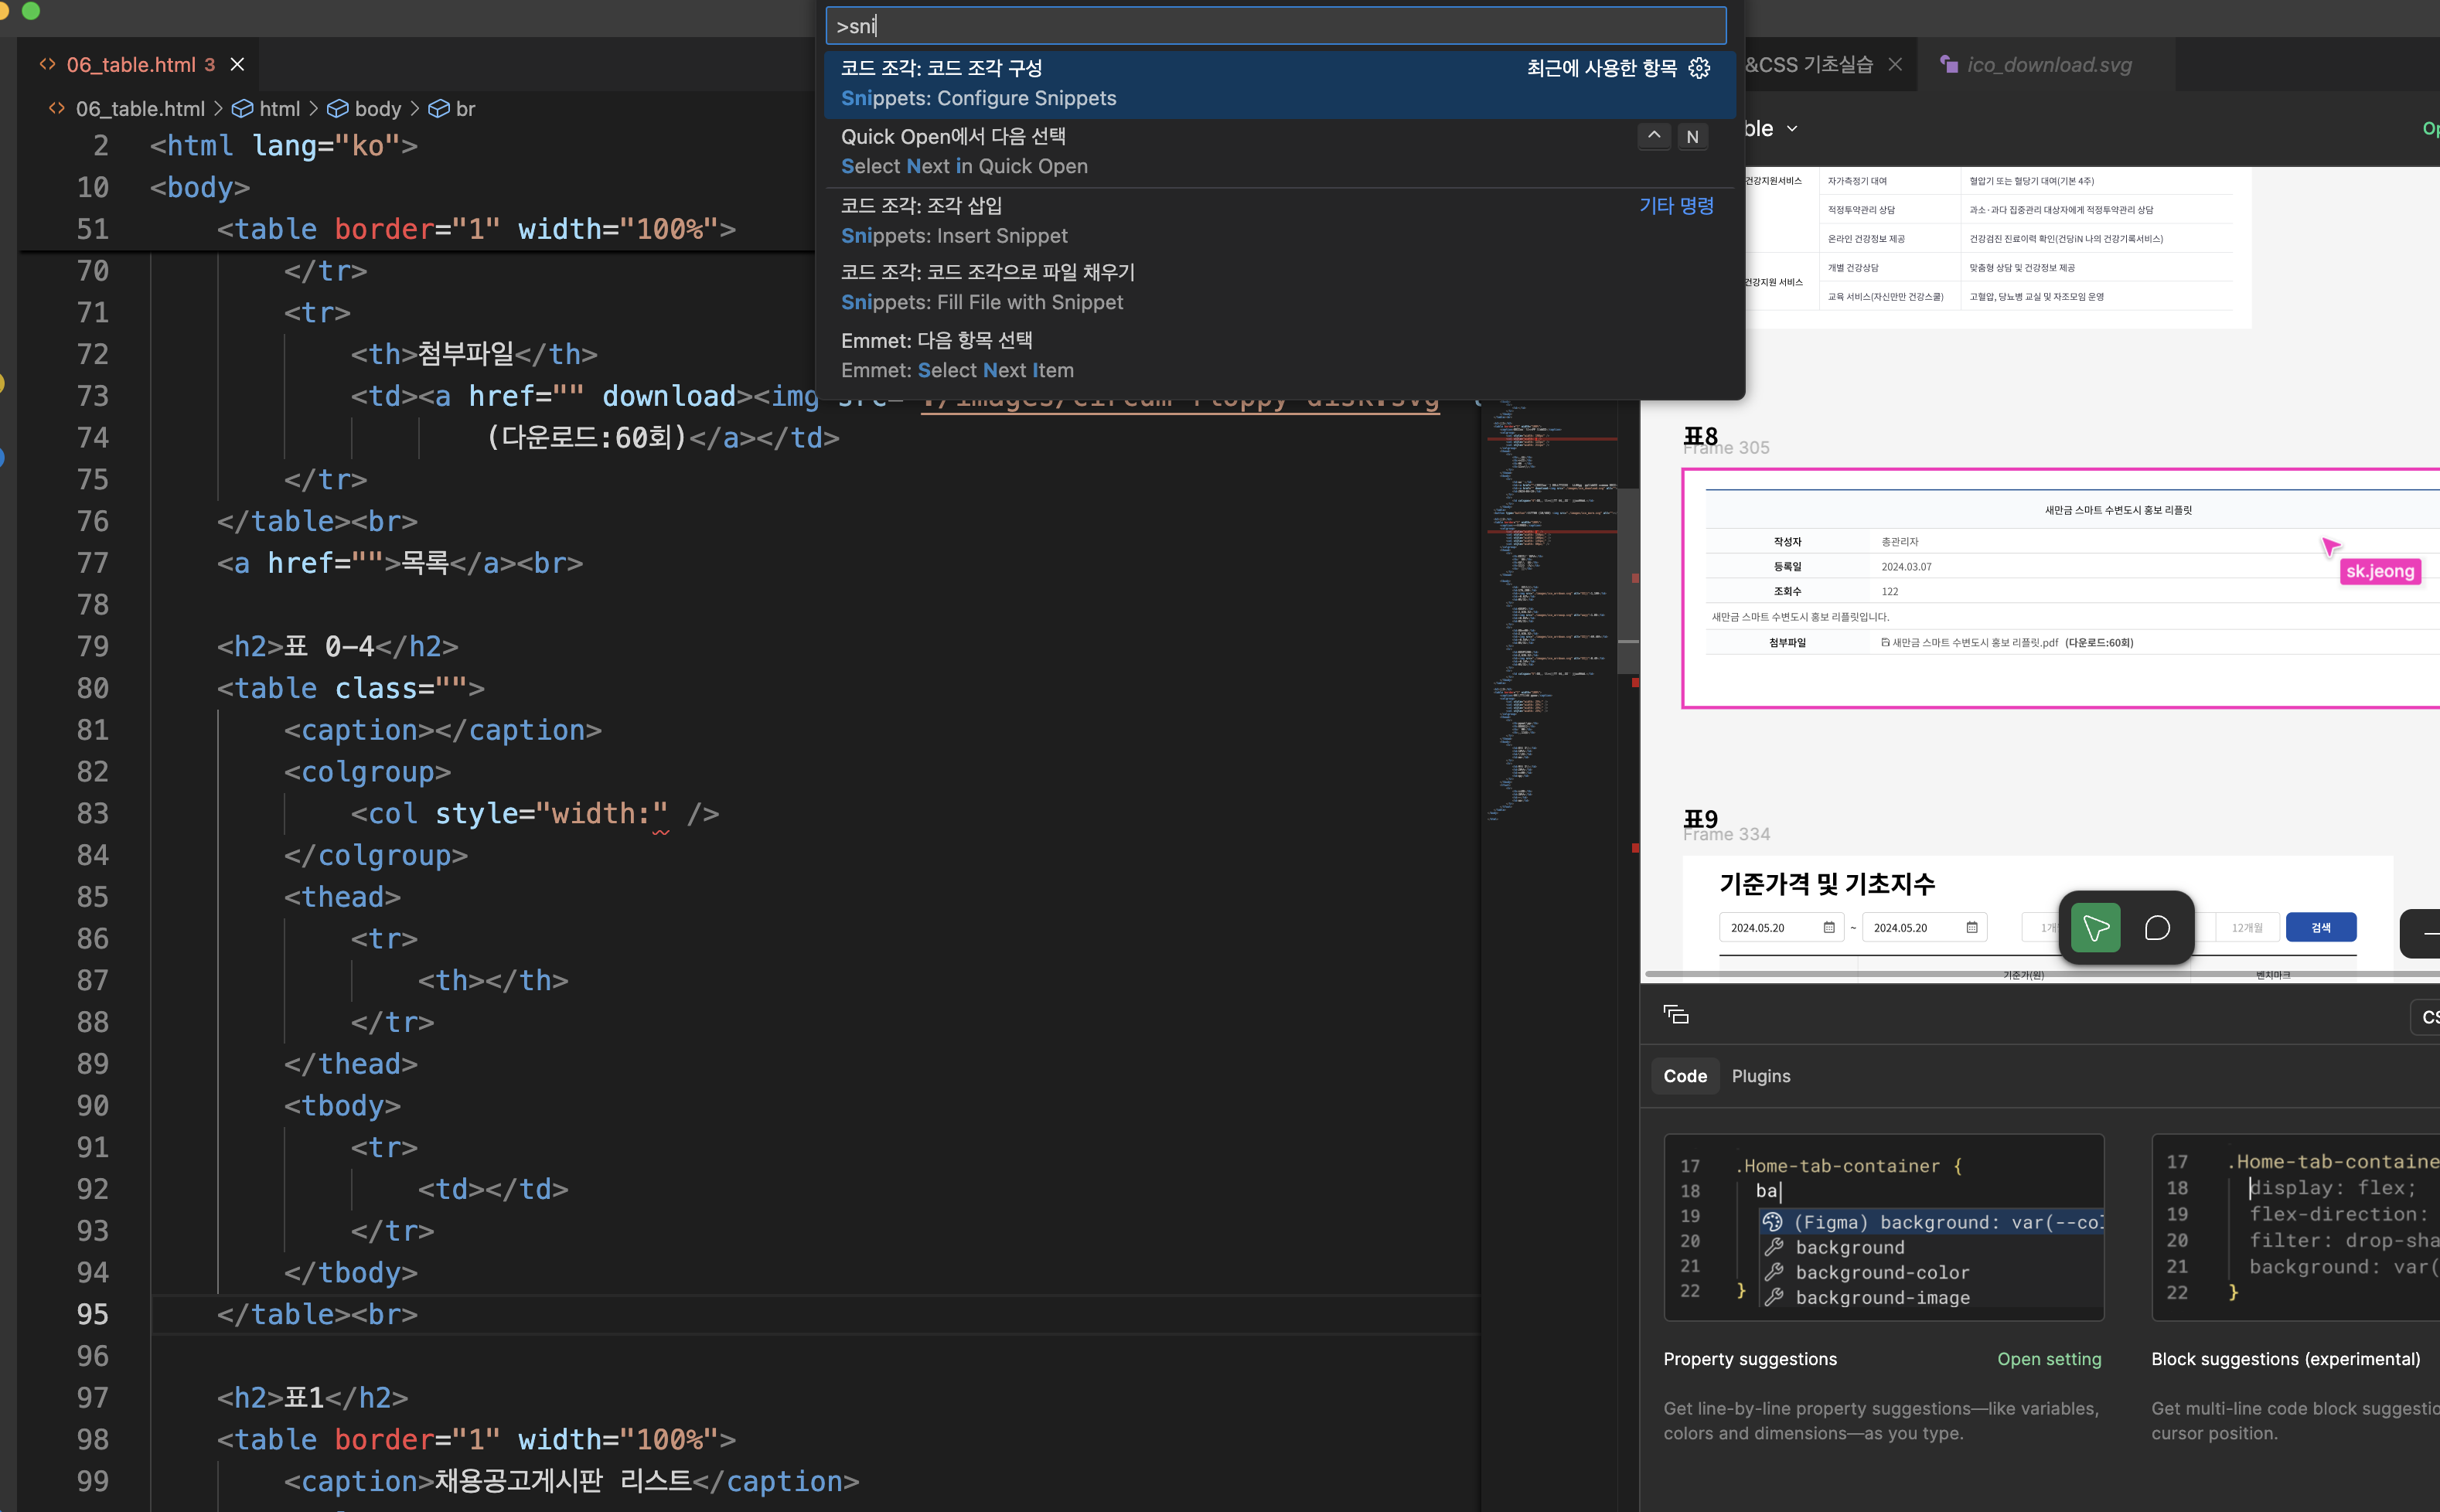 >sni
코드 조각: 코드 조각 구성
최근에 사용한 항목
Snippets: Configure Snippets
Quick Open에서 다음 선택
^ N
Select Next in Quick Open
코드 조각: 조각 삽입
기타 명령
Snippets: Insert Snippet
코드 조각: 코드 조각으로 파일 채우기
Snippets: Fill File with Snippet
Emmet: 다음 항목 선택
Emmet: Select Next Item
06_table.html 3
06_table.html > html > body > br
2 <html lang="ko">
10 <body>
51 <table border="1" width="100%">
70 </tr>
71 <tr>
72 <th>첨부파일</th>
73 <td><a href="" download><img src="./images/circum-floppy-disk.svg
74 (다운로드:60회)</a></td>
75 </tr>
76 </table><br>
77 <a href="">목록</a><br>
78
79 <h2>표 0-4</h2>
80 <table class="">
81 <caption></caption>
82 <colgroup>
83 <col style="width:" />
84 </colgroup>
85 <thead>
86 <tr>
87 <th></th>
88 </tr>
89 </thead>
90 <tbody>
91 <tr>
92 <td></td>
93 </tr>
94 </tbody>
95 </table><br>
96
97 <h2>표1</h2>
98 <table border="1" width="100%">
99 <caption>채용공고게시판 리스트</caption>
&CSS 기초실습
ico_download.svg
ble
Op
건강지원서비스
자가측정기 대여
혈압기 또는 혈당기 대여(기본 4주)
적정투약관리 상담
과소·과다 집중관리 대상자에게 적정투약관리 상담
온라인 건강정보 제공
건강검진 진료이력 확인(건당iN 나의 건강기록서비스)
건강지원 서비스
개별 건강상담
맞춤형 상담 및 건강정보 제공
교육 서비스(자신만만 건강스쿨)
고혈압, 당뇨병 교실 및 자조모임 운영
표8
Frame 305
새만금 스마트 수변도시 홍보 리플릿
작성자
총관리자
등록일
2024.03.07
조회수
122
새만금 스마트 수변도시 홍보 리플릿입니다.
첨부파일
새만금 스마트 수변도시 홍보 리플릿.pdf (다운로드:60회)
sk.jeong
표9
Frame 334
기준가격 및 기초지수
2024.05.20 ~ 2024.05.20
1개
12개월
검색
기준가(원)
벤치마크
CS
Code
Plugins
17 .Home-tab-container {
18 ba
19 (Figma) background: var(--col
20 background
21 background-color
22 } background-image
Property suggestions
Open setting
Get line-by-line property suggestions—like variables,
colors and dimensions—as you type.
17 .Home-tab-containe
18 display: flex;
19 flex-direction:
20 filter: drop-sha
21 background: var(
22 }
Block suggestions (experimental)
Get multi-line code block suggestio
cursor position.